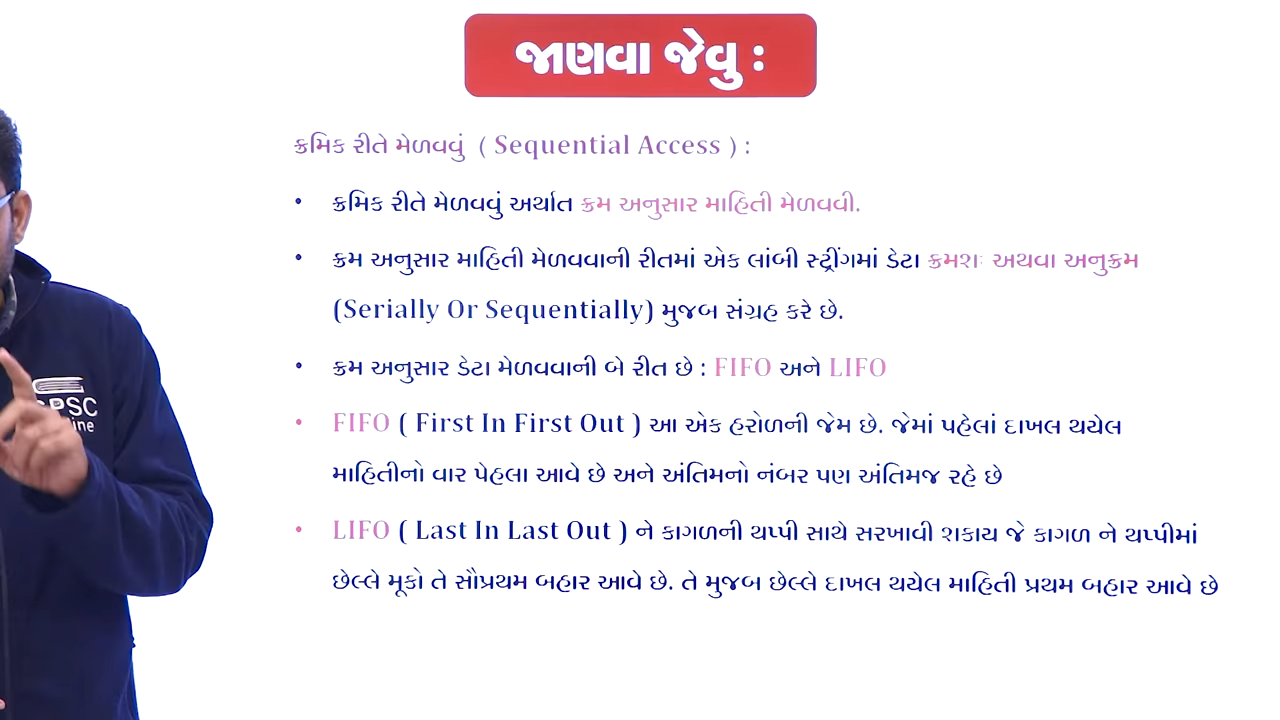 જાણવા જેવુ :
ક્રમિક રીતે મેળવવું ( Sequential Access ) :
• ક્રમિક રીતે મેળવવું અર્થાત ક્રમ અનુસાર માહિતી મેળવવી.
• ક્રમ અનુસાર માહિતી મેળવવાની રીતમાં એક લાંબી સ્ટ્રીંગમાં ડેટા ક્રમશઃ અથવા અનુક્રમ
(Serially Or Sequentially) મુજબ સંગ્રહ કરે છે.
• ક્રમ અનુસાર ડેટા મેળવવાની બે રીત છે : FIFO અને LIFO
• FIFO ( First In First Out ) આ એક હરોળની જેમ છે. જેમાં પહેલાં દાખલ થયેલ
માહિતીનો વાર પેહલા આવે છે અને અંતિમનો નંબર પણ અંતિમજ રહે છે
• LIFO ( Last In Last Out ) ને કાગળની થપ્પી સાથે સરખાવી શકાય જે કાગળ ને થપ્પીમાં
છેલ્લે મૂકો તે સૌપ્રથમ બહાર આવે છે. તે મુજબ છેલ્લે દાખલ થયેલ માહિતી પ્રથમ બહાર આવે છે